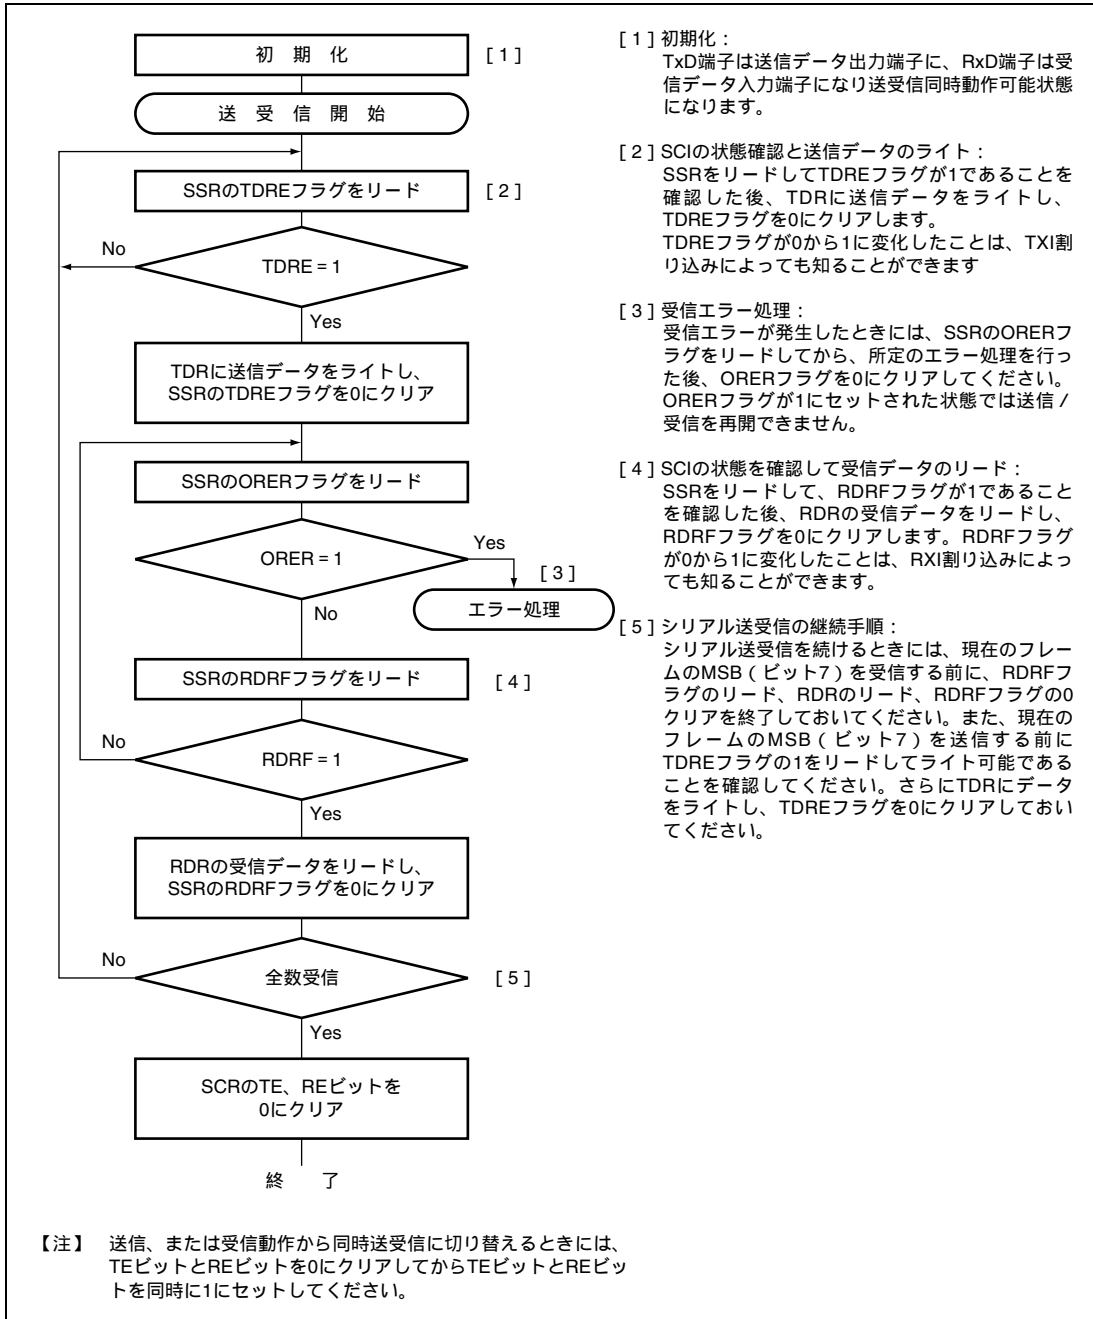 初 期 化
[ 1 ]
送 受 信 開 始
SSRのTDREフラグをリード
[ 2 ]
No
TDRE = 1
Yes
TDRに送信データをライトし、
SSRのTDREフラグを0にクリア
SSRのORERフラグをリード
ORER = 1
Yes
[ 3 ]
エラー処理
No
SSRのRDRFフラグをリード
[ 4 ]
No
RDRF = 1
Yes
RDRの受信データをリードし、
SSRのRDRFフラグを0にクリア
No
全数受信
[ 5 ]
Yes
SCRのTE、REビットを
0にクリア
終 了
[ 1 ] 初期化：
TxD端子は送信データ出力端子に、RxD端子は受
信データ入力端子になり送受信同時動作可能状態
になります。
[ 2 ] SCIの状態確認と送信データのライト：
SSRをリードしてTDREフラグが1であることを
確認した後、TDRに送信データをライトし、
TDREフラグを0にクリアします。
TDREフラグが0から1に変化したことは、TXI割
り込みによっても知ることができます
[ 3 ] 受信エラー処理：
受信エラーが発生したときには、SSRのORERフ
ラグをリードしてから、所定のエラー処理を行っ
た後、ORERフラグを0にクリアしてください。
ORERフラグが1にセットされた状態では送信／
受信を再開できません。
[ 4 ] SCIの状態を確認して受信データのリード：
SSRをリードして、RDRFフラグが1であること
を確認した後、RDRの受信データをリードし、
RDRFフラグを0にクリアします。RDRFフラグ
が0から1に変化したことは、RXI割り込みによっ
ても知ることができます。
[ 5 ] シリアル送受信の継続手順：
シリアル送受信を続けるときには、現在のフレー
ムのMSB（ビット7）を受信する前に、RDRFフ
ラグのリード、RDRのリード、RDRFフラグの0
クリアを終了しておいてください。また、現在の
フレームのMSB（ビット7）を送信する前に
TDREフラグの1をリードしてライト可能である
ことを確認してください。さらにTDRにデータ
をライトし、TDREフラグを0にクリアしておい
てください。
【注】 送信、または受信動作から同時送受信に切り替えるときには、
TEビットとREビットを0にクリアしてからTEビットとREビッ
トを同時に1にセットしてください。